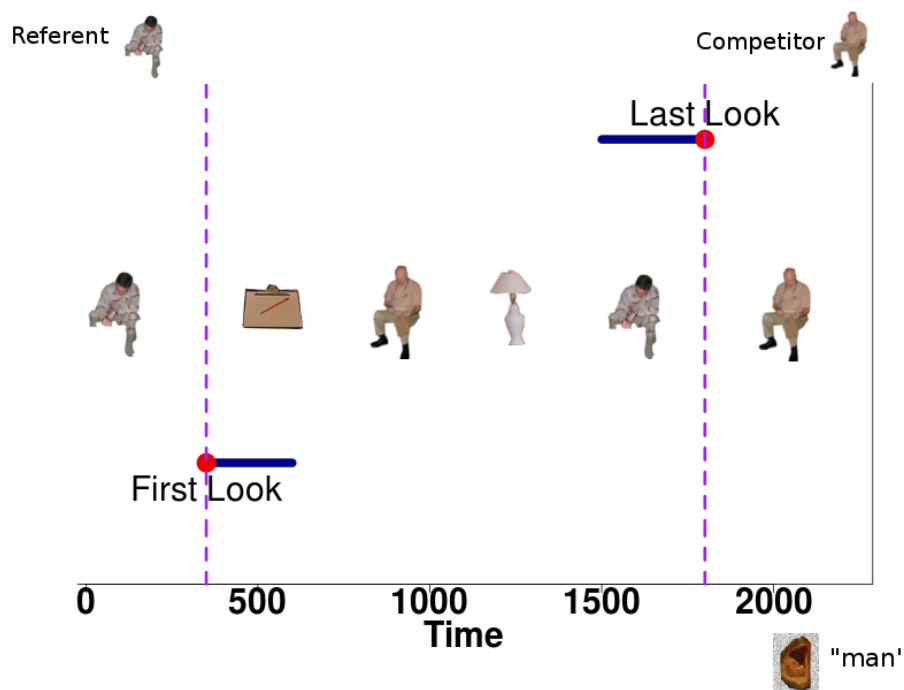 Referent
Competitor
Last Look
First Look
0 500 1000 1500 2000
Time
"man'